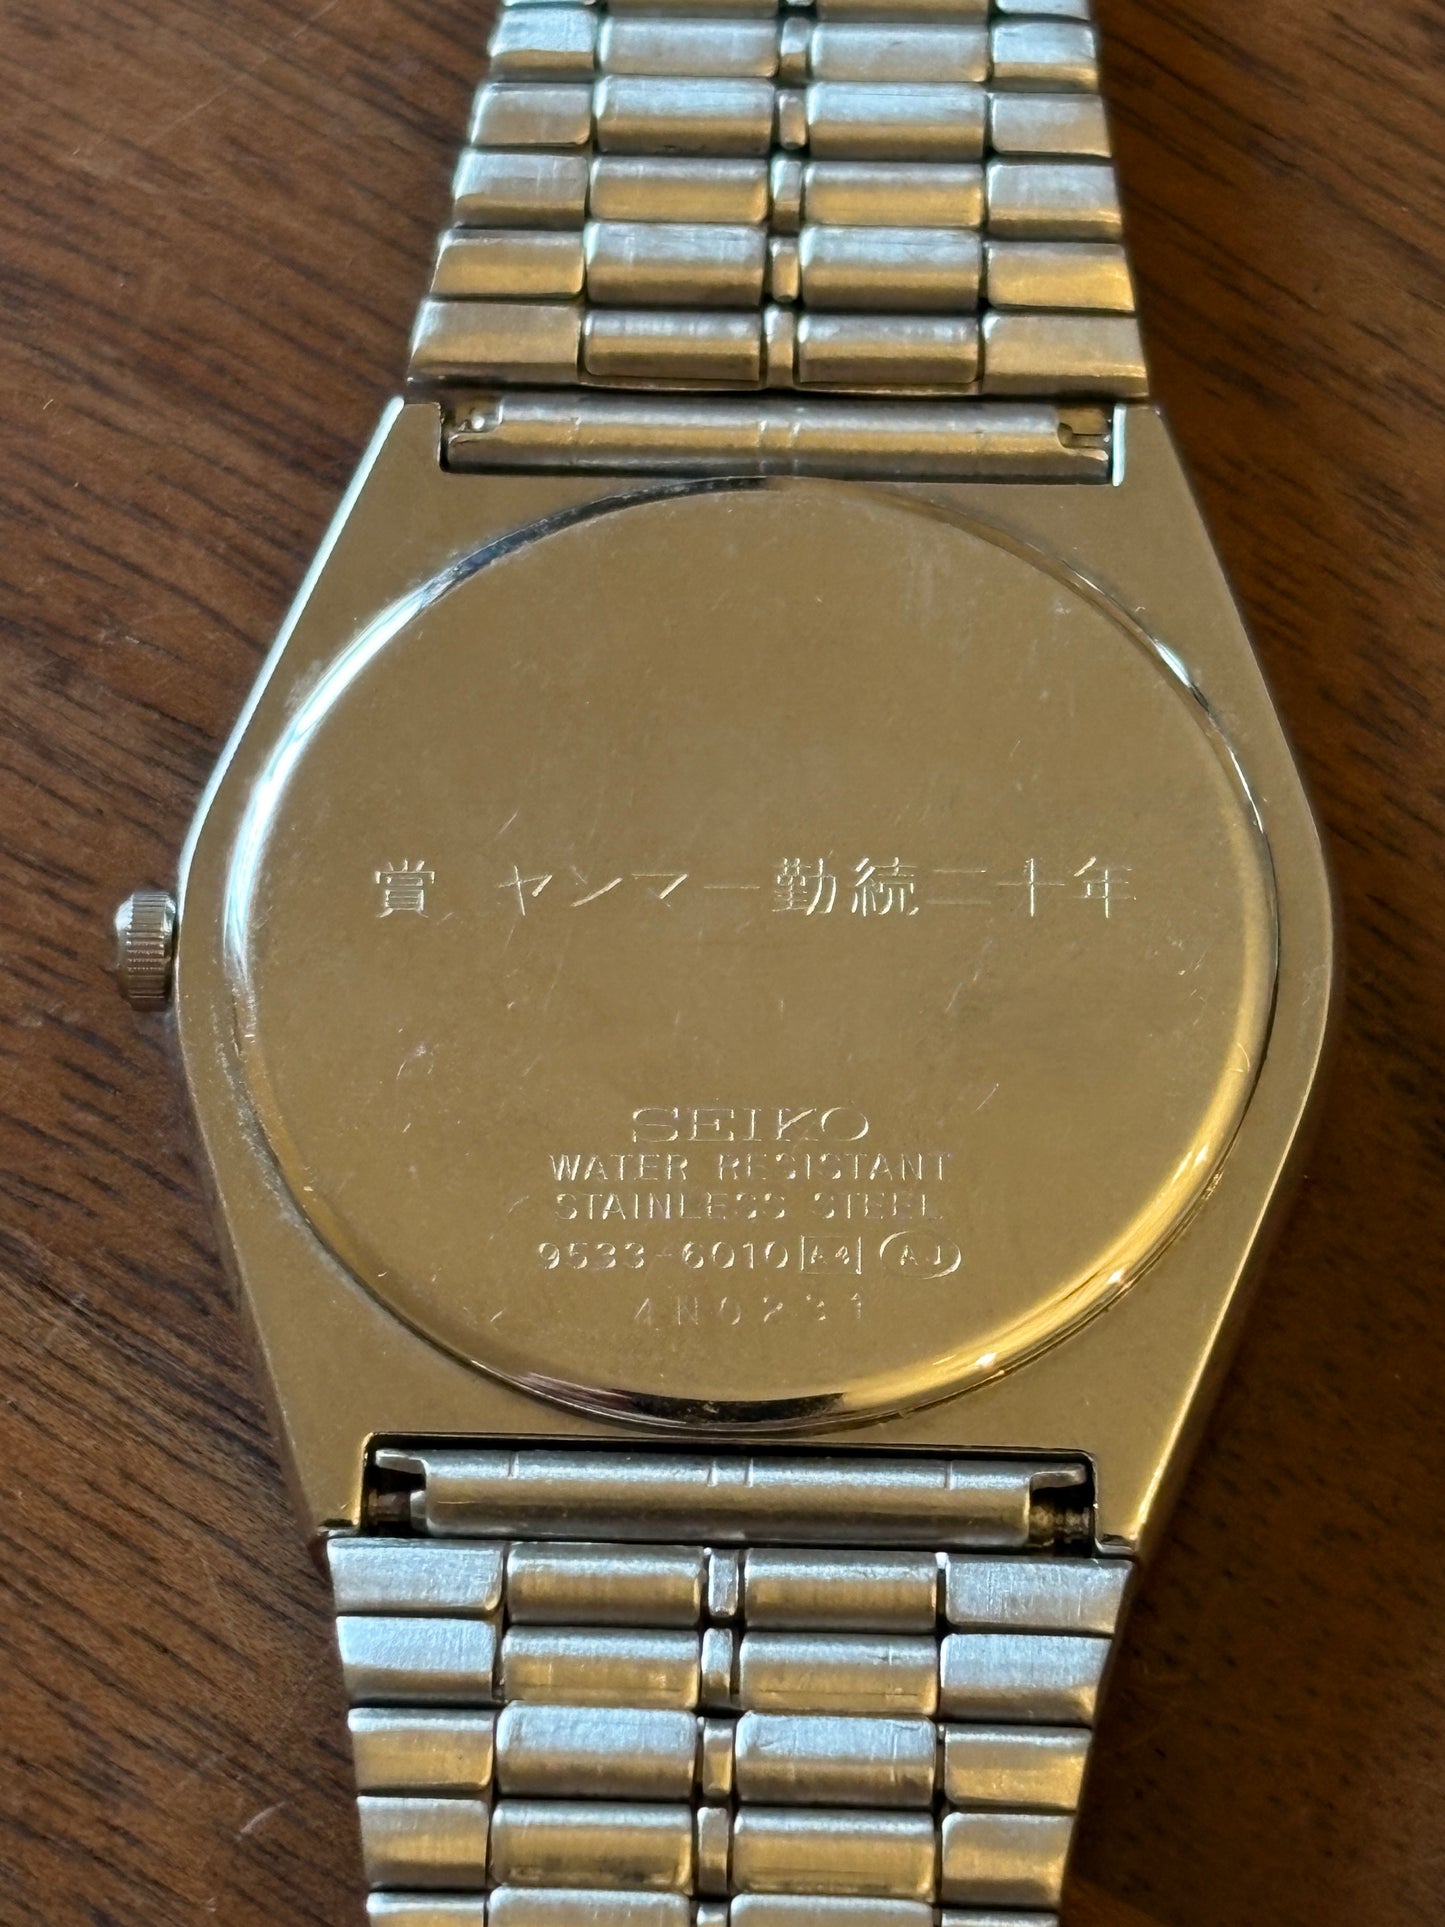 賞 ヤンマー勤続二十年
SEIKO
WATER RESISTANT
STAINLESS STEEL
9533-6010 A4 AJ
4N0231